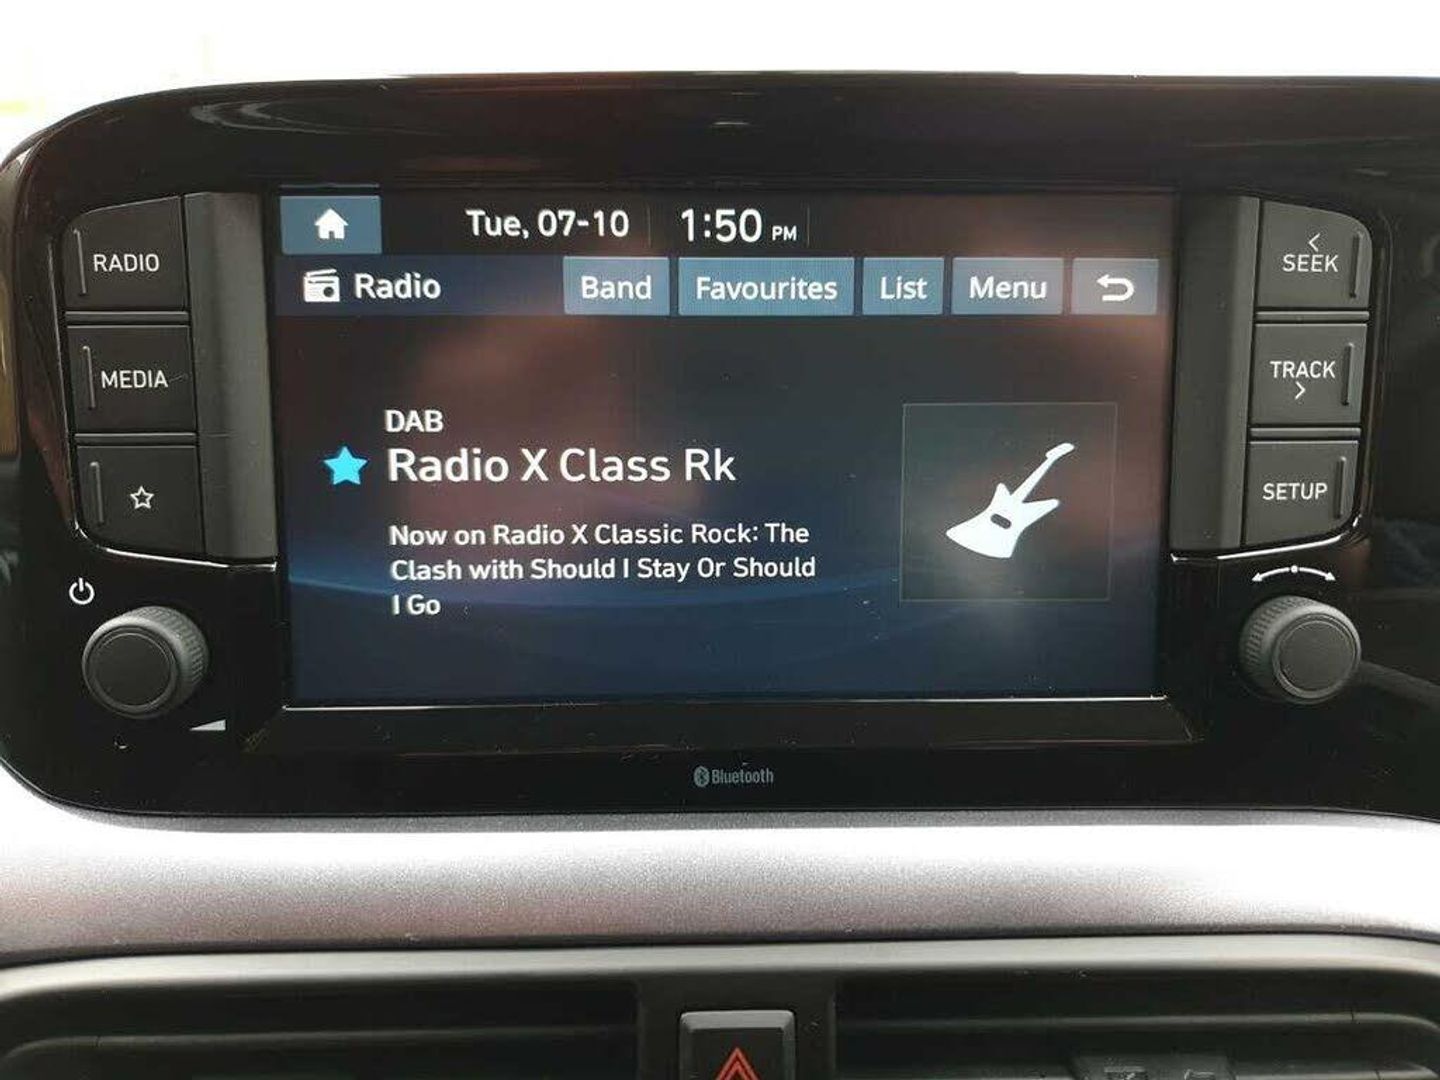 Tue, 07-10 1:50 PM
RADIO
Radio Band Favourites List Menu
< SEEK
MEDIA
TRACK >
DAB
Radio X Class Rk
SETUP
Now on Radio X Classic Rock: The
Clash with Should I Stay Or Should
I Go
Bluetooth